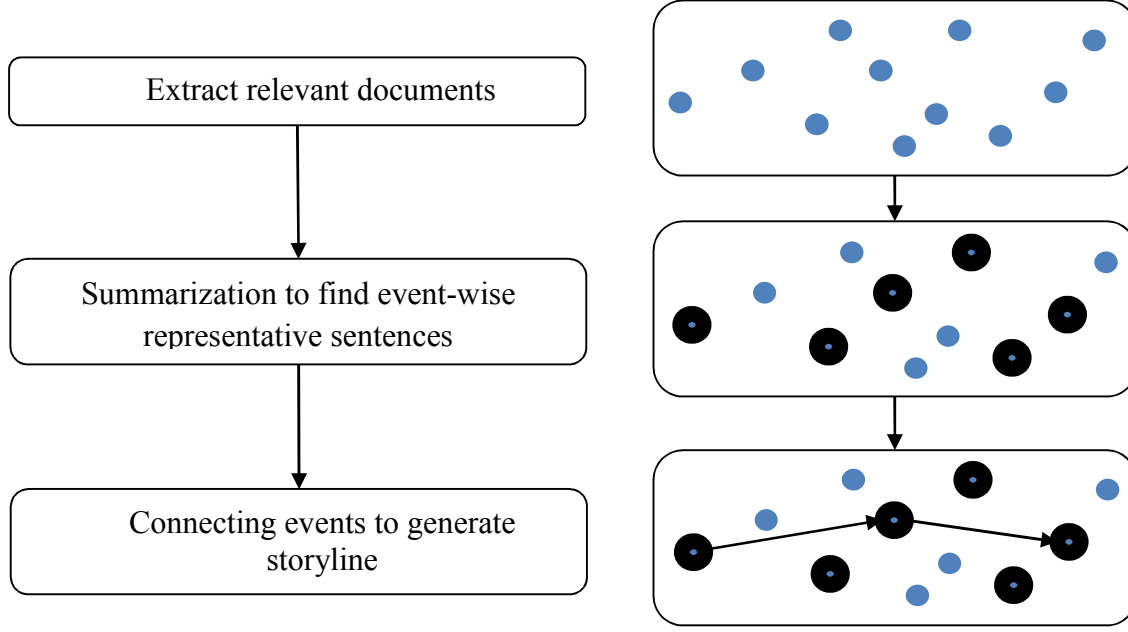 Extract relevant documents
Summarization to find event-wise
representative sentences
Connecting events to generate
storyline